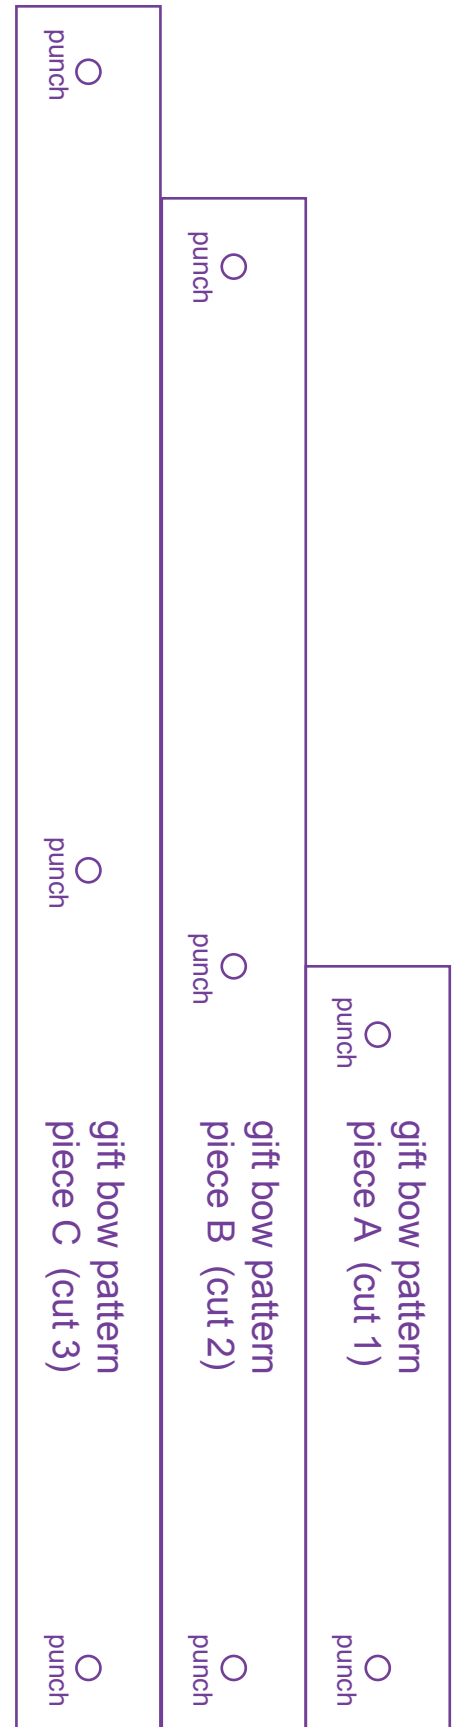 punch
gift bow pattern
piece A (cut 1)
punch
punch
punch
gift bow pattern
piece B (cut 2)
punch
punch
punch
gift bow pattern
piece C (cut 3)
punch